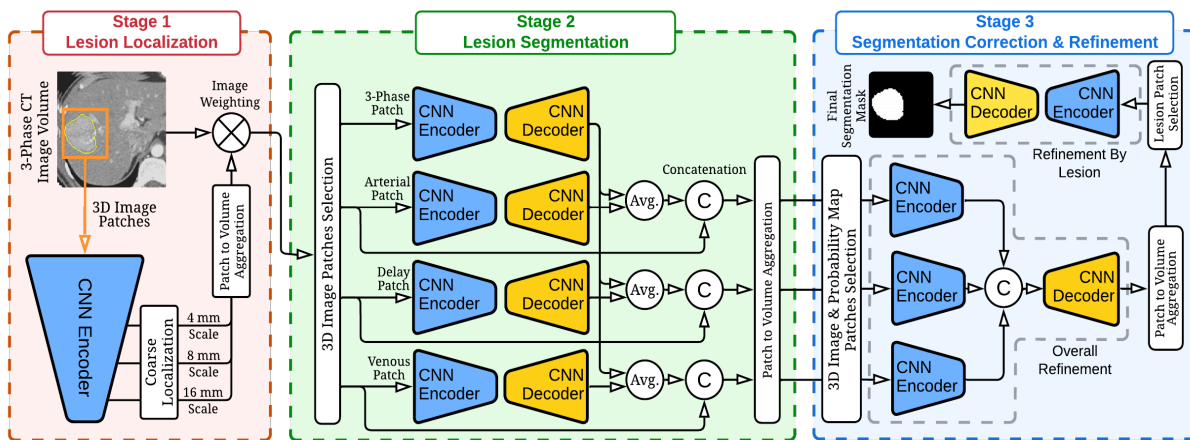 Stage 1
Lesion Localization
3-Phase CT
Image Volume
Image
Weighting
3D Image
Patches
Patch to Volume
Aggregation
CNN Encoder
Coarse
Localization
4 mm
Scale
8 mm
Scale
16 mm
Scale
Stage 2
Lesion Segmentation
3D Image Patches Selection
3-Phase
Patch
CNN
Encoder
CNN
Decoder
Arterial
Patch
CNN
Encoder
CNN
Decoder
Avg.
Concatenation
C
Delay
Patch
CNN
Encoder
CNN
Decoder
Avg.
C
Venous
Patch
CNN
Encoder
CNN
Decoder
Avg.
C
Patch to Volume Aggregation
Stage 3
Segmentation Correction & Refinement
3D Image & Probability Map
Patches Selection
CNN
Encoder
CNN
Encoder
CNN
Encoder
C
CNN
Decoder
Overall
Refinement
Patch to Volume
Aggregation
Lesion Patch
Selection
CNN
Encoder
CNN
Decoder
Refinement By
Lesion
Final
Segmentation
Mask